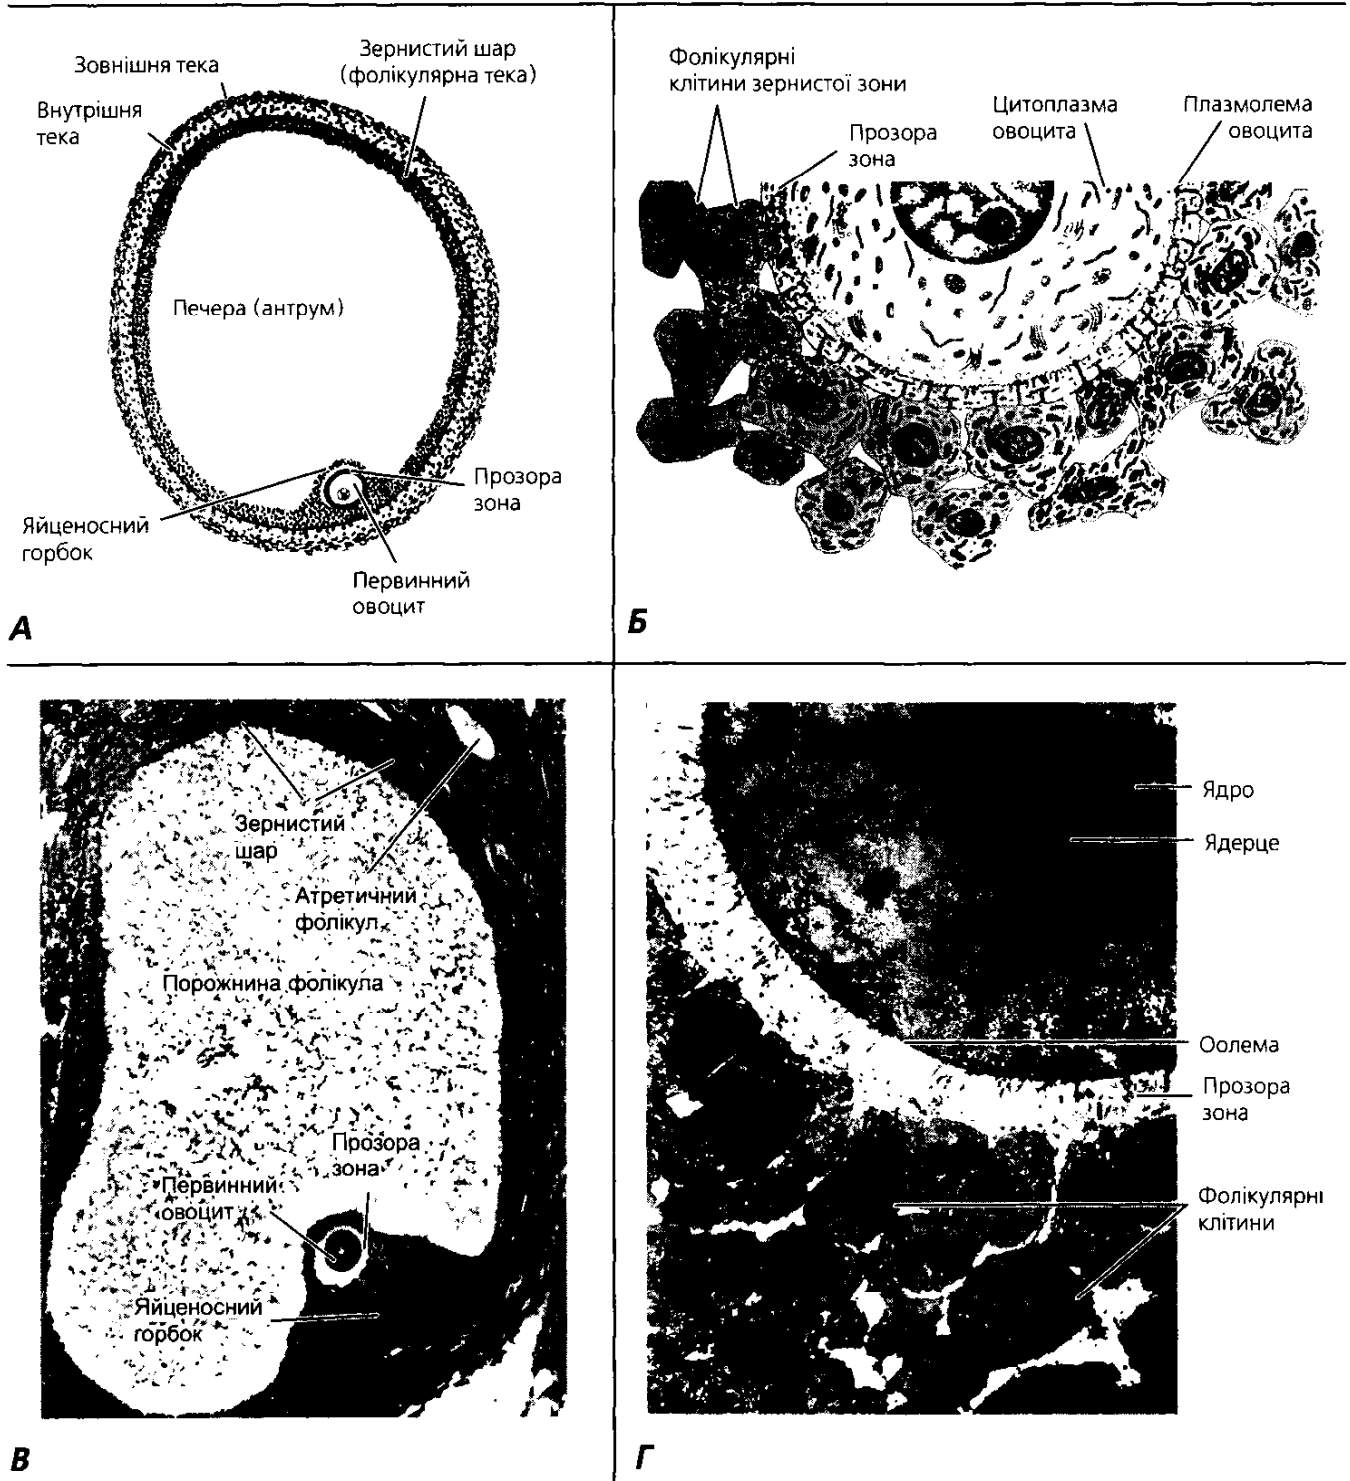 Зовнішня тека
Зернистий шар
(фолікулярна тека)
Внутрішня
тека
Печера (антрум)
Прозора
зона
Яйценосний
горбок
Первинний
овоцит
А
Фолікулярні
клітини зернистої зони
Прозора
зона
Цитоплазма
овоцита
Плазмолема
овоцита
Б
Зернистий
шар
Атретичний
фолікул
Порожнина фолікула
Прозора
зона
Первинний
овоцит
Яйценосний
горбок
В
Ядро
Ядерце
Оолема
Прозора
зона
Фолікулярні
клітини
Г